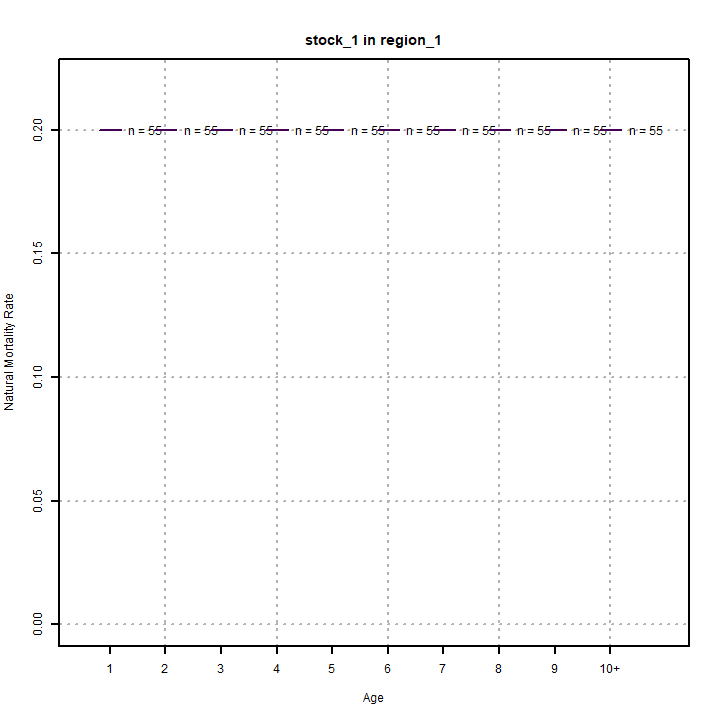 stock_1 in region_1
Natural Mortality Rate
0.20
0.15
0.10
0.05
0.00
n = 55 n = 55 n = 55 n = 55 n = 55 n = 55 n = 55 n = 55 n = 55 n = 55
1 2 3 4 5 6 7 8 9 10+
Age